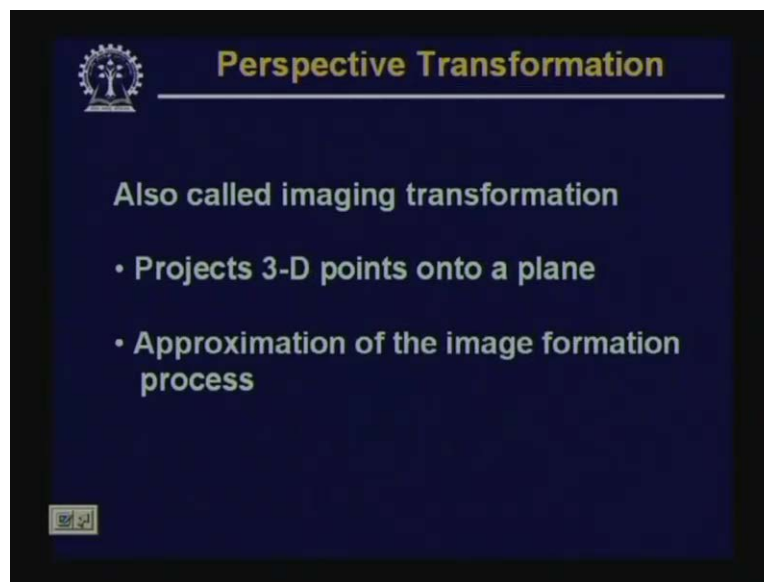 Perspective Transformation
Also called imaging transformation
• Projects 3-D points onto a plane
• Approximation of the image formation
process